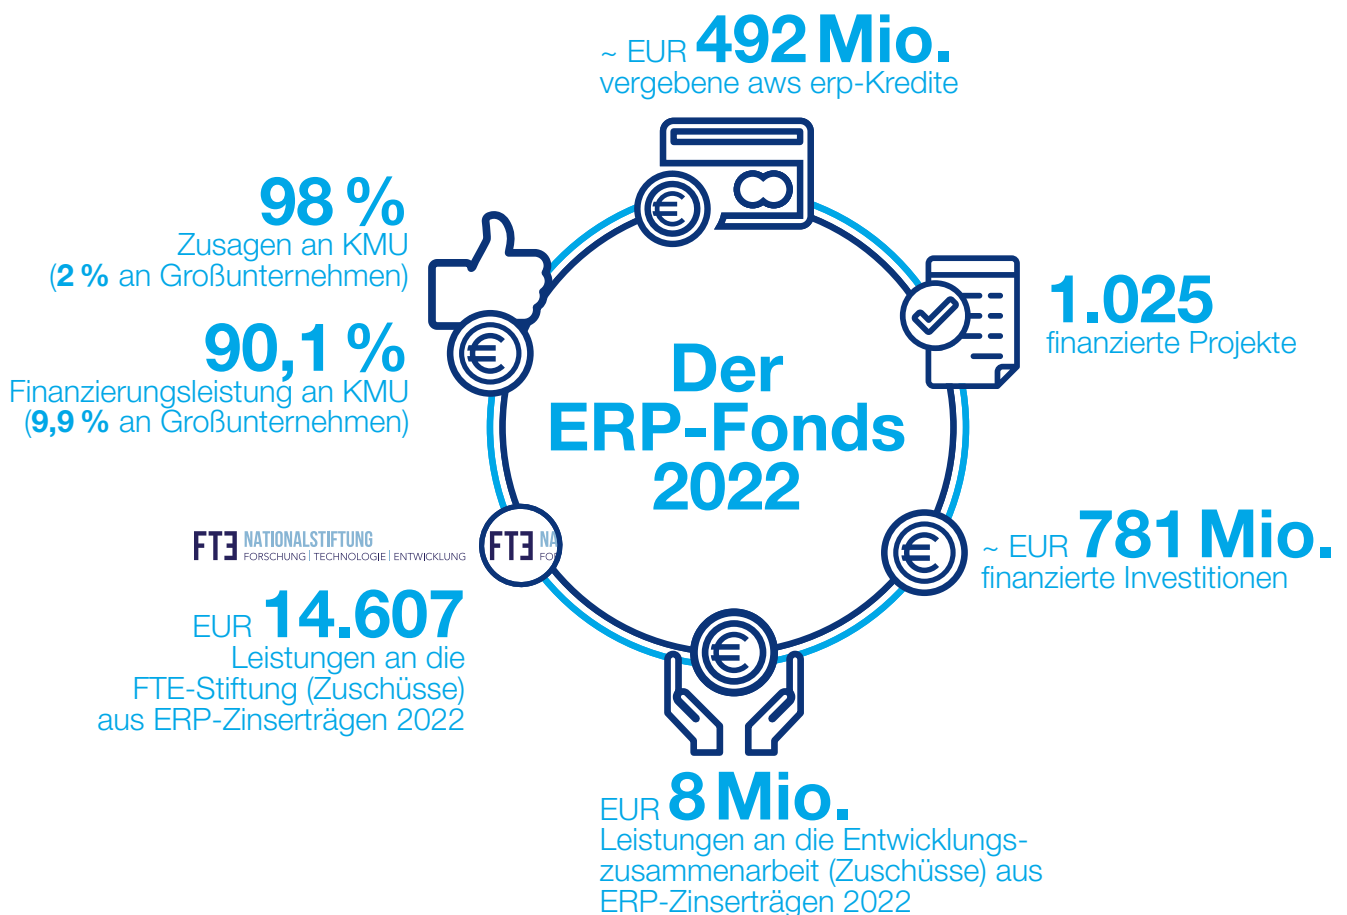 ~ EUR 492 Mio.
vergebene aws erp-Kredite
98 %
Zusagen an KMU
(2 % an Großunternehmen)
90,1 %
Finanzierungsleistung an KMU
(9,9 % an Großunternehmen)
1.025
finanzierte Projekte
Der
ERP-Fonds
2022
~ EUR 781 Mio.
finanzierte Investitionen
FTE NATIONALSTIFTUNG
FORSCHUNG | TECHNOLOGIE | ENTWICKLUNG
FTE NA
FO
EUR 14.607
Leistungen an die
FTE-Stiftung (Zuschüsse)
aus ERP-Zinserträgen 2022
EUR 8 Mio.
Leistungen an die Entwicklungs-
zusammenarbeit (Zuschüsse) aus
ERP-Zinserträgen 2022